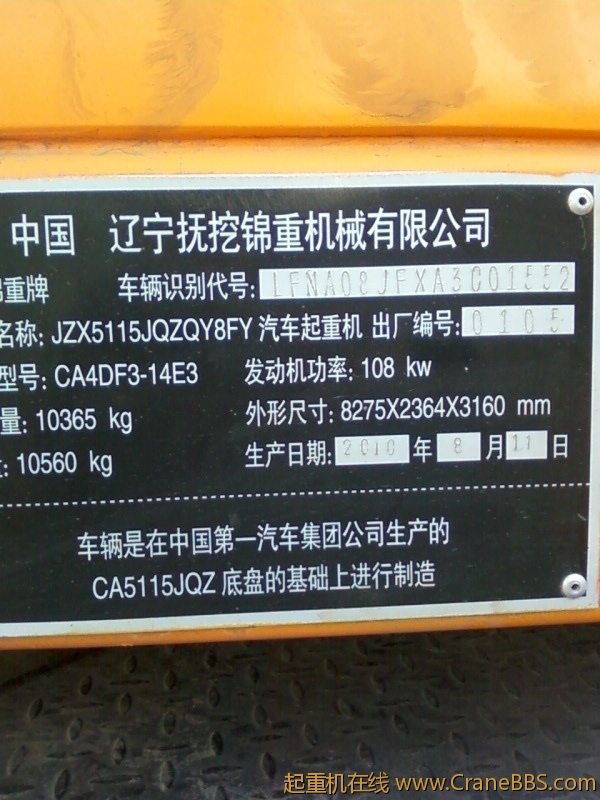 中国 辽宁抚挖锦重机械有限公司
锦重牌 车辆识别代号: LFNA08JFXA3C01552
名称: JZX5115JQZQY8FY 汽车起重机 出厂编号: 0105
型号: CA4DF3-14E3 发动机功率: 108 kw
量: 10365 kg 外形尺寸: 8275X2364X3160 mm
: 10560 kg 生产日期: 2010 年 8 月 11 日
车辆是在中国第一汽车集团公司生产的
CA5115JQZ 底盘的基础上进行制造
起重机在线 www.CraneBBS.com